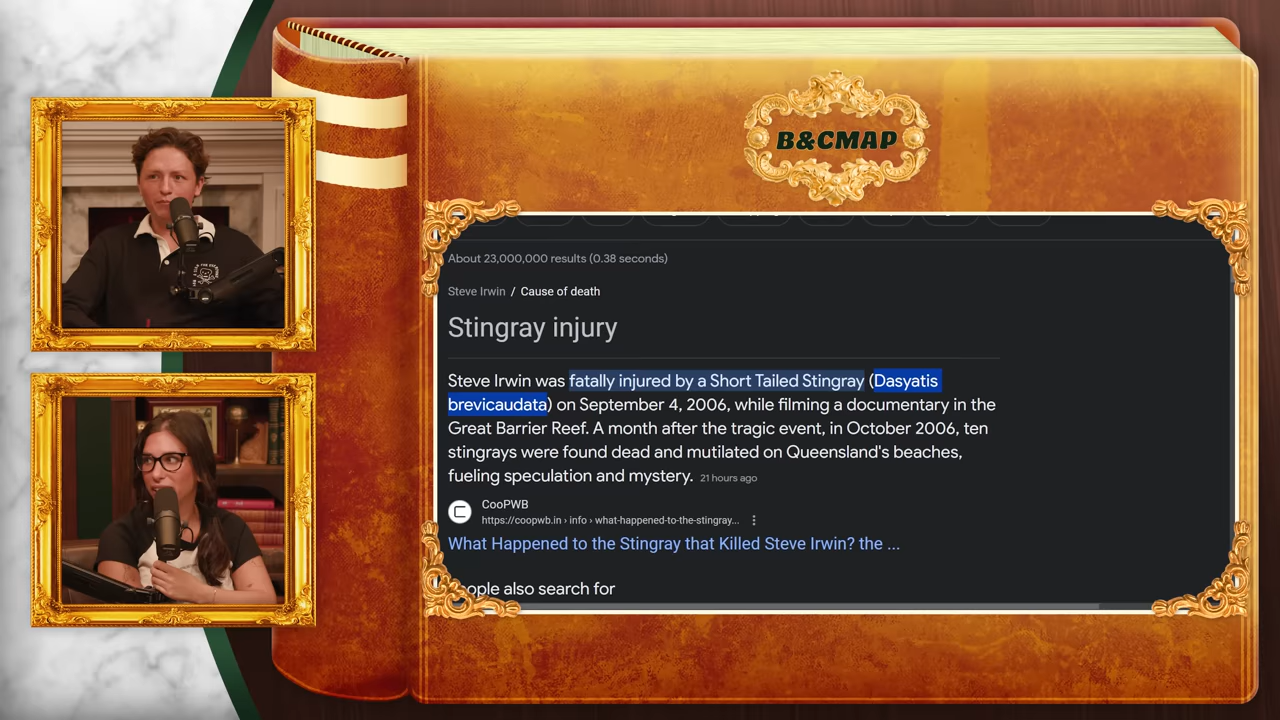 B&CMAP
About 23,000,000 results (0.38 seconds)
Steve Irwin / Cause of death
Stingray injury
Steve Irwin was fatally injured by a Short Tailed Stingray (Dasyatis
brevicaudata) on September 4, 2006, while filming a documentary in the
Great Barrier Reef. A month after the tragic event, in October 2006, ten
stingrays were found dead and mutilated on Queensland's beaches,
fueling speculation and mystery. 21 hours ago
CooPWB
https://coopwb.in › info › what-happened-to-the-stingray...
What Happened to the Stingray that Killed Steve Irwin? the ...
ople also search for